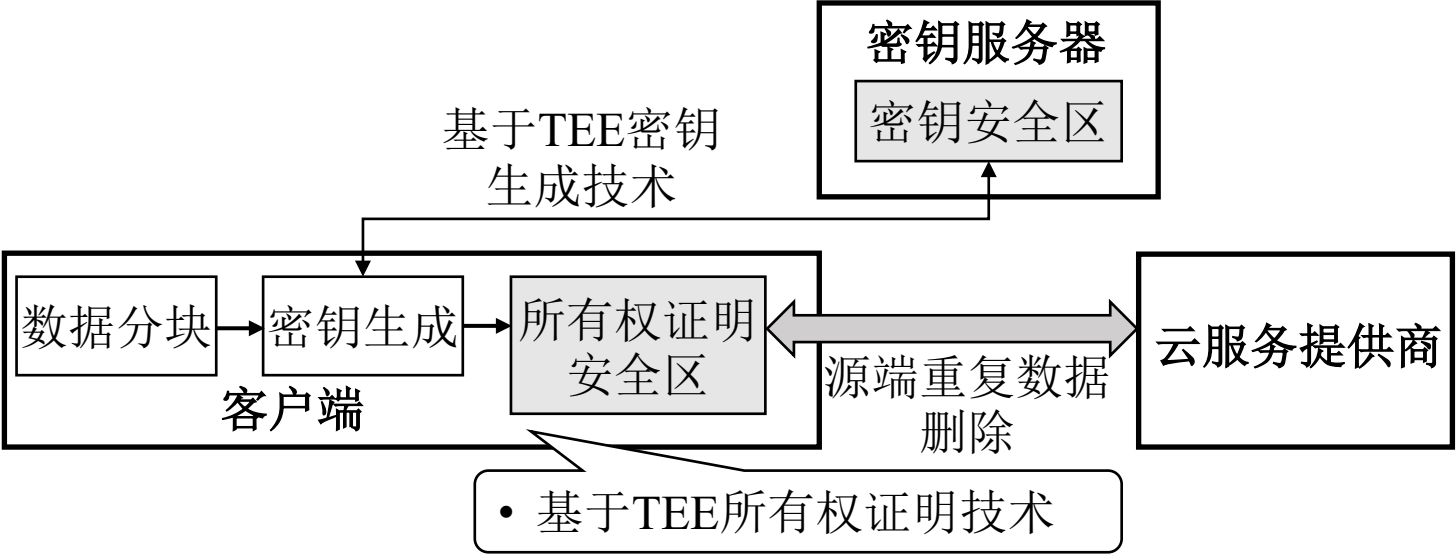 密钥服务器
密钥安全区
基于TEE密钥
生成技术
数据分块
密钥生成
所有权证明
安全区
客户端
源端重复数据
删除
云服务提供商
• 基于TEE所有权证明技术